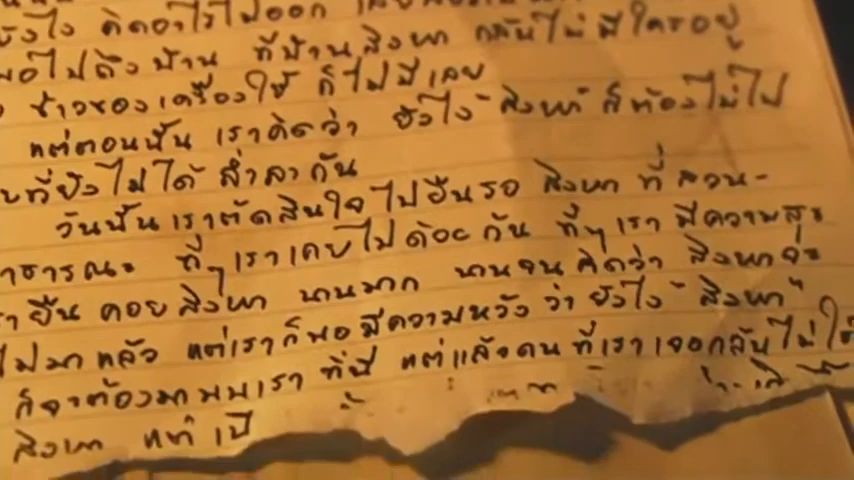 ยังไง คิดอะไรไม่ออก
พอไปถึงบ้าน ที่บ้านสิงหา กลับไม่มีใครอยู่
ข้าวของเครื่องใช้ ก็ไม่มีเลย
แต่ตอนนั้น เราคิดว่า ยังไง "สิงหา" ก็ต้องไม่ไป
ที่ยังไม่ได้ ล่ำลากัน
วันนั้นเราตัดสินใจไปยืนรอ สิงหา ที่สวน-
าธารณะ ที่ๆเราเคยไปด้วยกัน ที่ๆเรามีความสุข
รายืน คอยสิงหา นานมาก นานจนคิดว่า สิงหาจะ
ไม่มาแล้ว แต่เราก็พอมีความหวัง ว่ายังไง "สิงหา"
ก็จะต้องมาพบเรา ที่นี่ แต่แล้วคนที่เราเจอกลับไม่ใช่
สิงหา แต่เป็